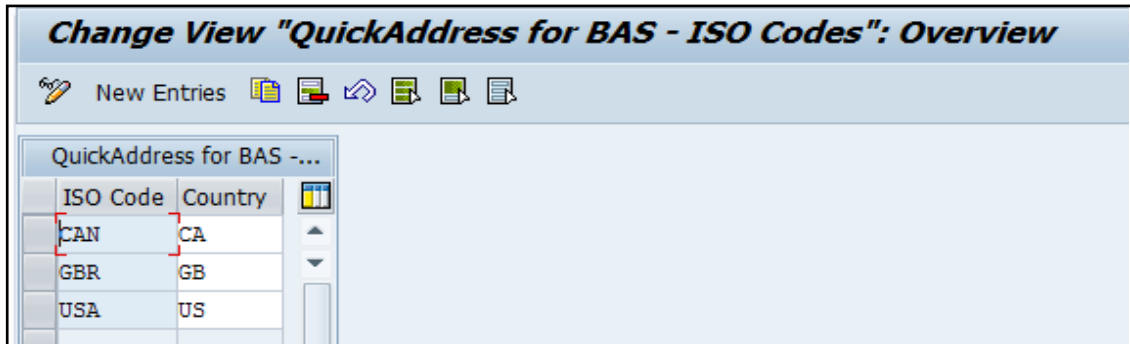 Change View "QuickAddress for BAS - ISO Codes": Overview
New Entries
QuickAddress for BAS -...
ISO Code Country
CAN CA
GBR GB
USA US